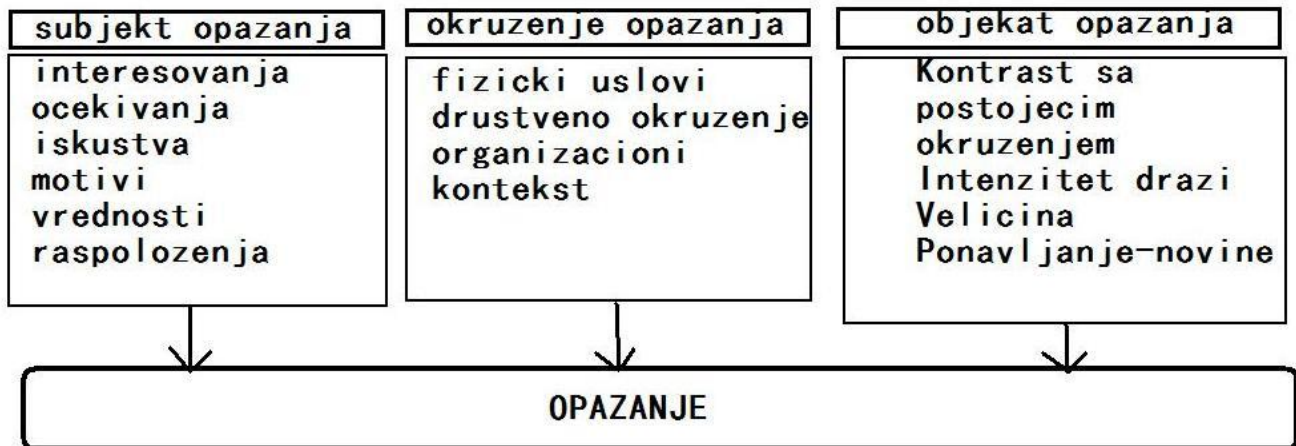 subjekt opazanja
interesovanja
ocekivanja
iskustva
motivi
vrednosti
raspolozenja
okruzenje opazanja
fizicki uslovi
drustveno okruzenje
organizacioni
kontekst
objekat opazanja
Kontrast sa
postojecim
okruzenjem
Intenzitet drazi
Velicina
Ponavljanje-novine
OPAZANJE